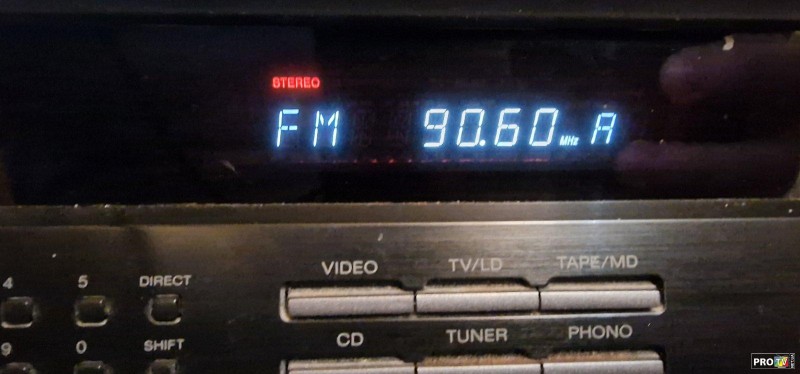 STEREO
FM 90.60 MHz A
VIDEO TV/LD TAPE/MD
4 5 DIRECT
CD TUNER PHONO
9 0 SHIFT
PRO TV MEDIA